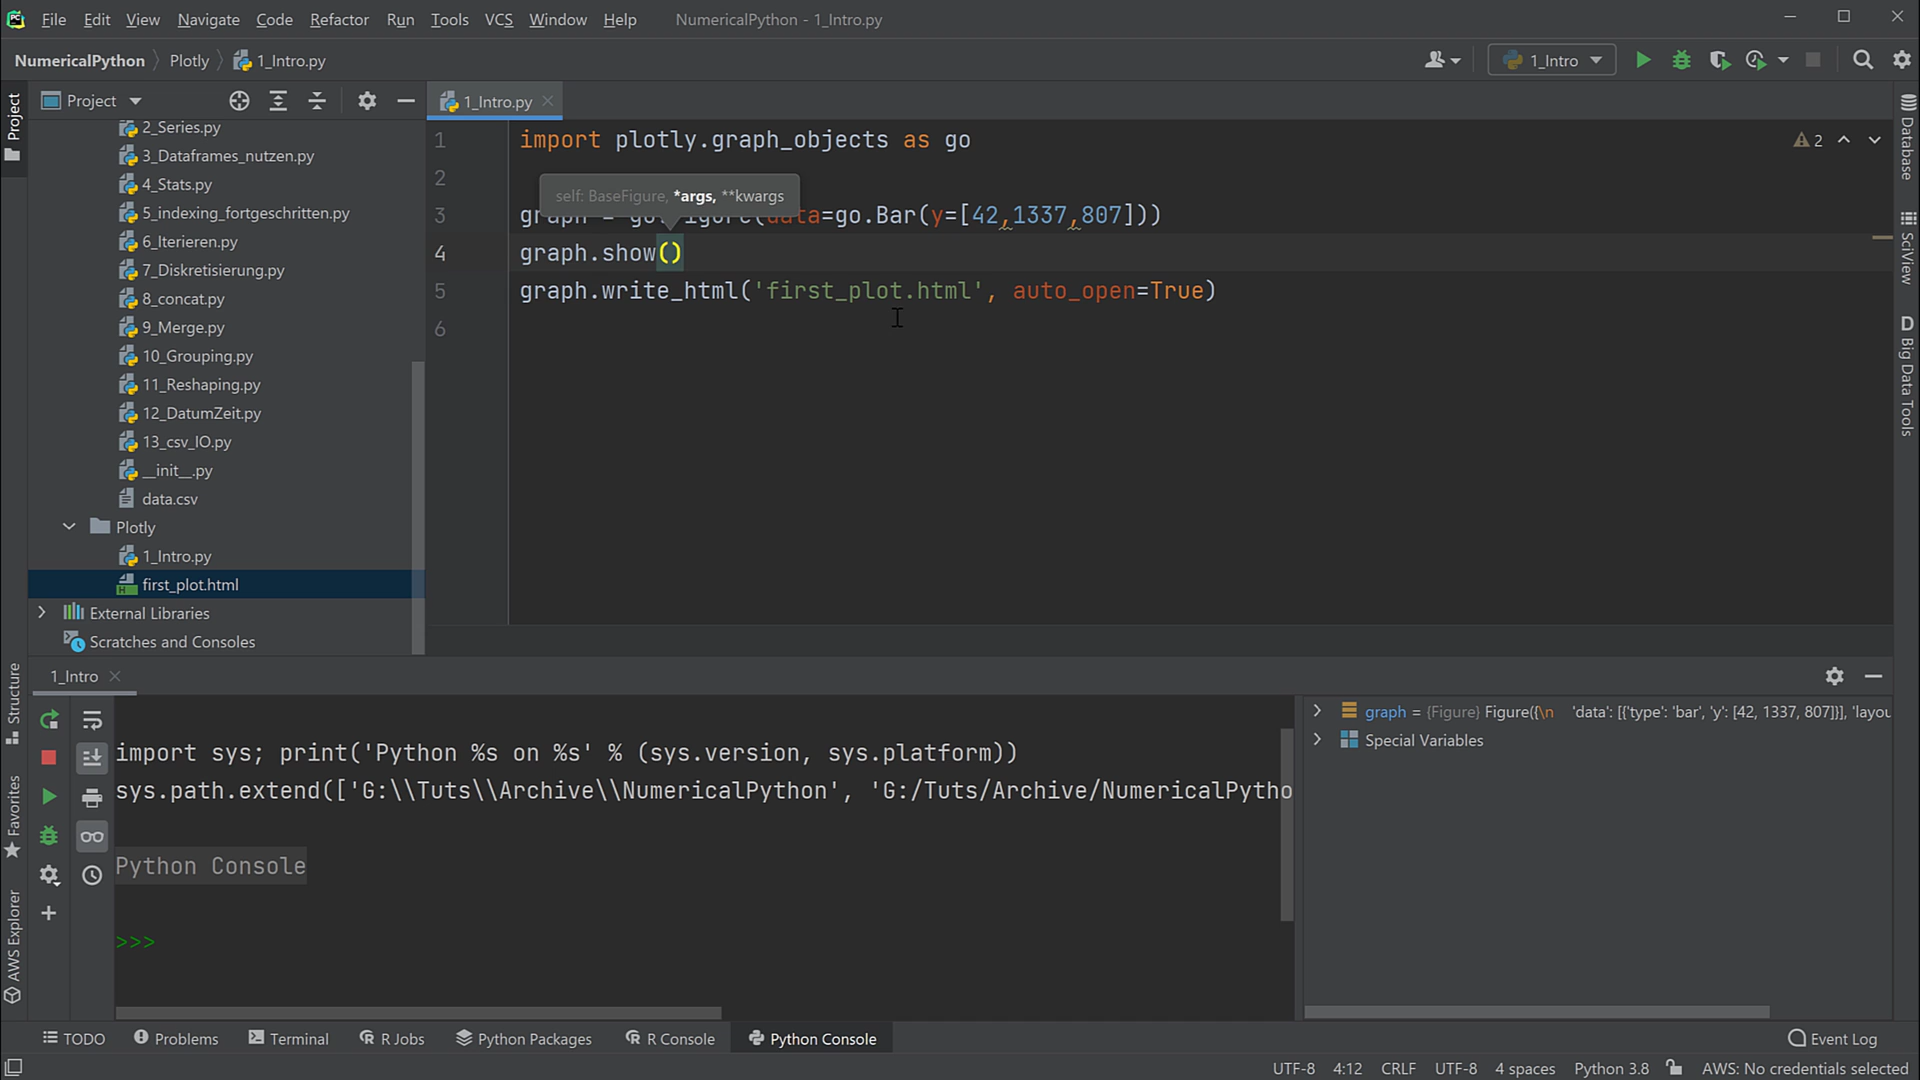 File Edit View Navigate Code Refactor Run Tools VCS Window Help NumericalPython - 1_Intro.py
NumericalPython Plotly 1_Intro.py
1_Intro
Project
1_Intro.py
2_Series.py
3_Dataframes_nutzen.py
4_Stats.py
5_indexing_fortgeschritten.py
6_Iterieren.py
7_Diskretisierung.py
8_concat.py
9_Merge.py
10_Grouping.py
11_Reshaping.py
12_DatumZeit.py
13_csv_IO.py
__init__.py
data.csv
Plotly
1_Intro.py
first_plot.html
External Libraries
Scratches and Consoles
1 import plotly.graph_objects as go
2
self: BaseFigure, *args, **kwargs
3 graph = go.Figure(data=go.Bar(y=[42,1337,807]))
4 graph.show()
5 graph.write_html('first_plot.html', auto_open=True)
6
2
Project
Structure
Favorites
AWS Explorer
Database
SciView
D Big Data Tools
1_Intro
import sys; print('Python %s on %s' % (sys.version, sys.platform))
sys.path.extend(['G:\\Tuts\\Archive\\NumericalPython', 'G:/Tuts/Archive/NumericalPytho
Python Console
>>>
graph = {Figure} Figure({\n 'data': [{'type': 'bar', 'y': [42, 1337, 807]}], 'layou
Special Variables
TODO Problems Terminal R Jobs Python Packages R Console Python Console Event Log
UTF-8 4:12 CRLF UTF-8 4 spaces Python 3.8 AWS: No credentials selected